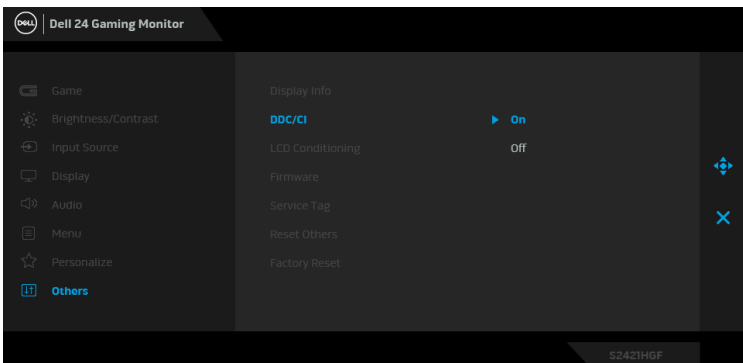 DELL Dell 24 Gaming Monitor
Game
Brightness/Contrast
Input Source
Display
Audio
Menu
Personalize
Others
Display Info
DDC/CI On
LCD Conditioning Off
Firmware
Service Tag
Reset Others
Factory Reset
S2421HGF